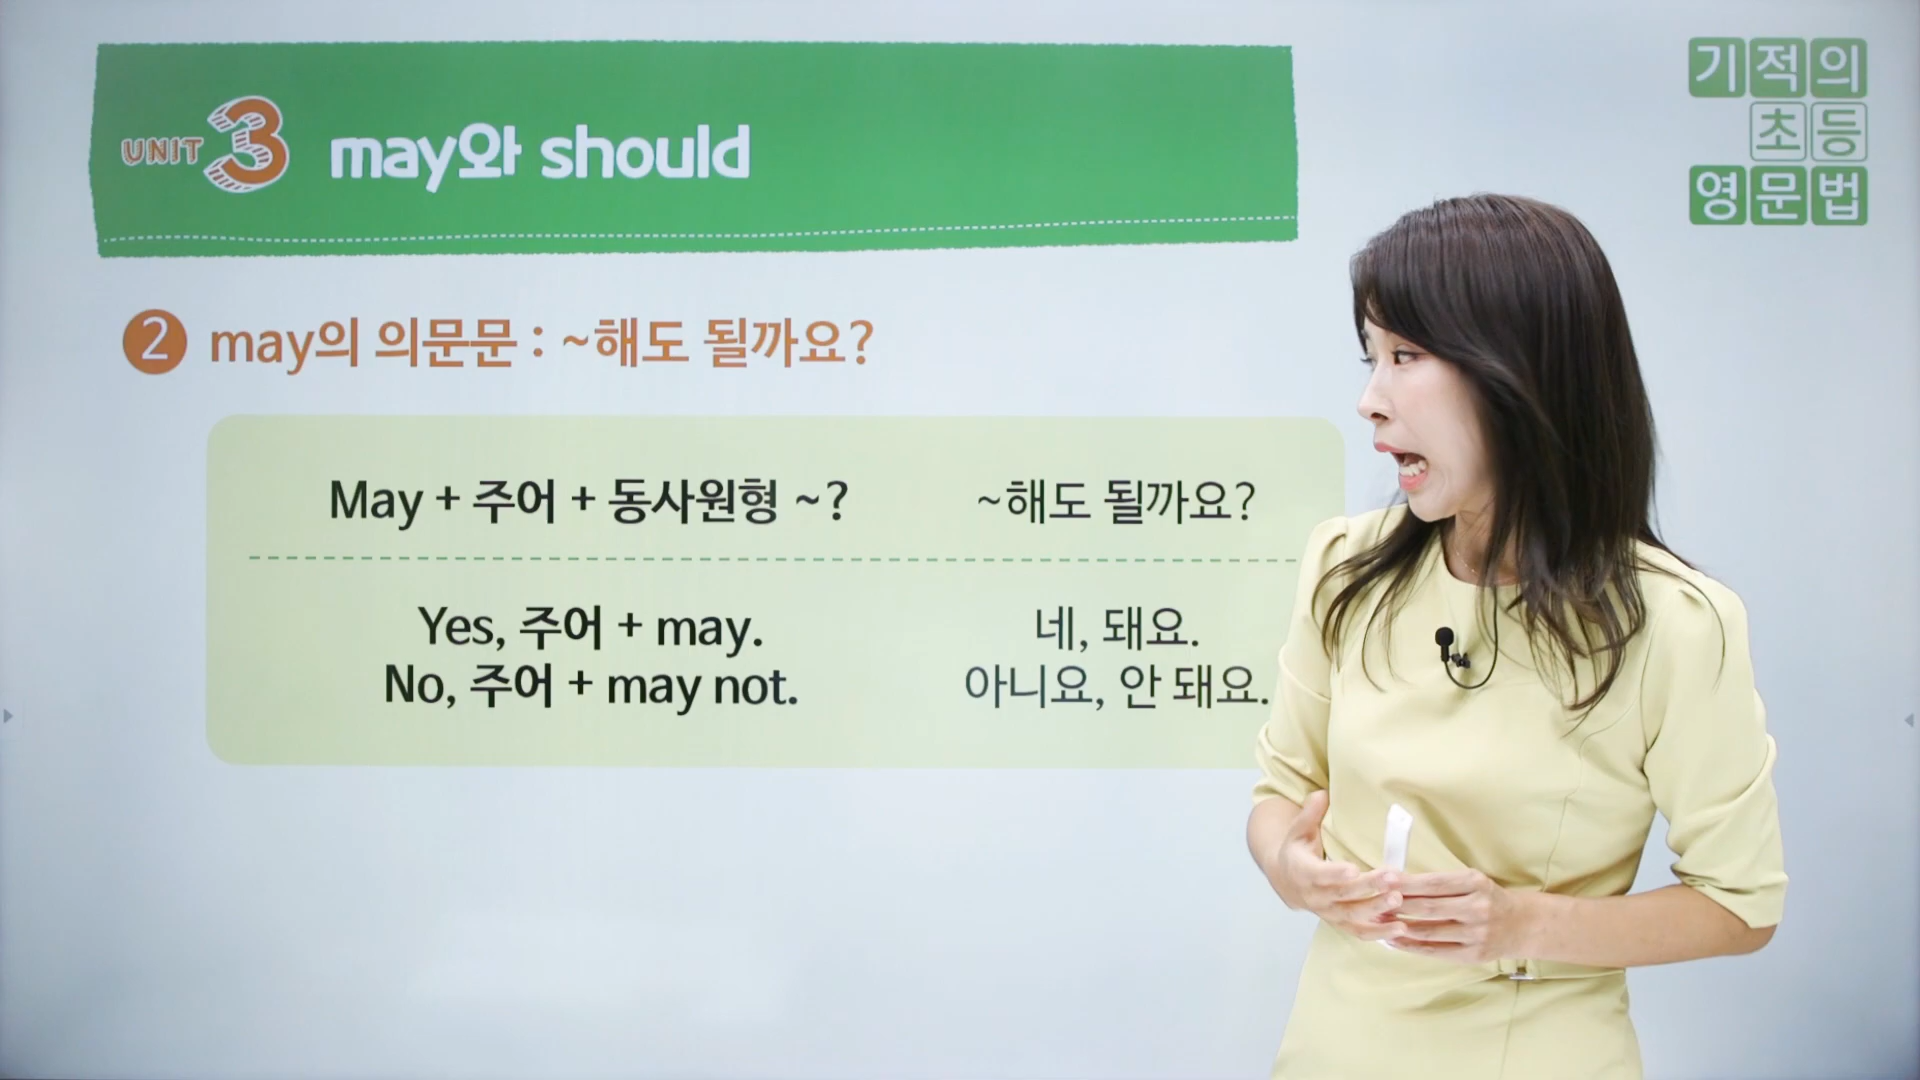 UNIT 3 may와 should
기적의
초등
영문법
2 may의 의문문 : ~해도 될까요?
May + 주어 + 동사원형 ~? ~해도 될까요?
Yes, 주어 + may. 네, 돼요.
No, 주어 + may not. 아니요, 안 돼요.